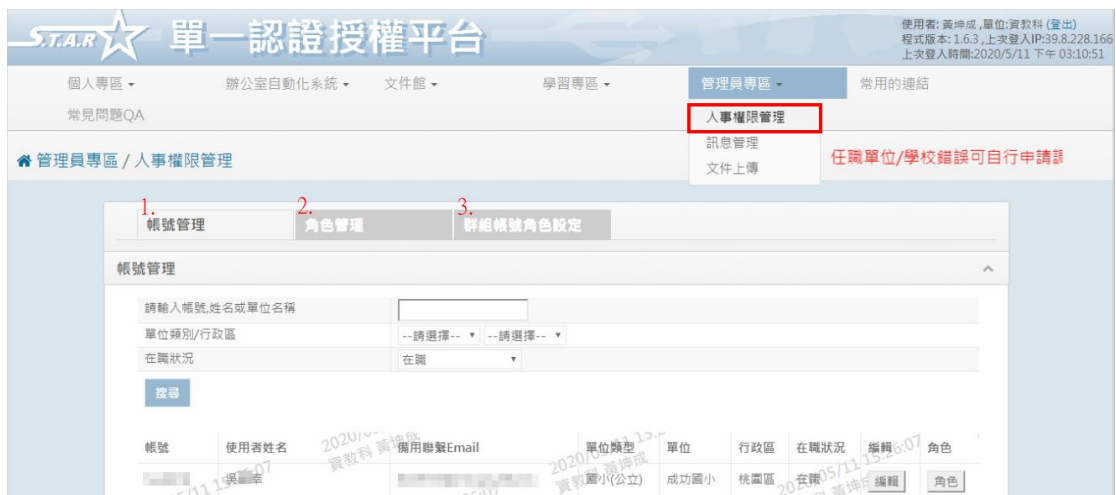 S.T.A.R 單一認證授權平台
使用者: 黃坤成 ,單位:資教科 (登出)
程式版本: 1.6.3 ,上次登入IP:39.8.228.166
上次登入時間:2020/5/11 下午 03:10:51
個人專區 辦公室自動化系統 文件館 學習專區 管理員專區 常用的連結
常見問題QA
人事權限管理
訊息管理
文件上傳
管理員專區 / 人事權限管理
任職單位/學校錯誤可自行申請
1. 帳號管理 2. 角色管理 3. 群組帳號角色設定
帳號管理
請輸入帳號,姓名或單位名稱
單位類別/行政區 --請選擇-- --請選擇--
在職狀況 在職
搜尋
帳號 使用者姓名 備用聯繫Email 單位類型 單位 行政區 在職狀況 編輯 角色
吳 幸 國小(公立) 成功國小 桃園區 在職 編輯 角色
資教科 黃坤成